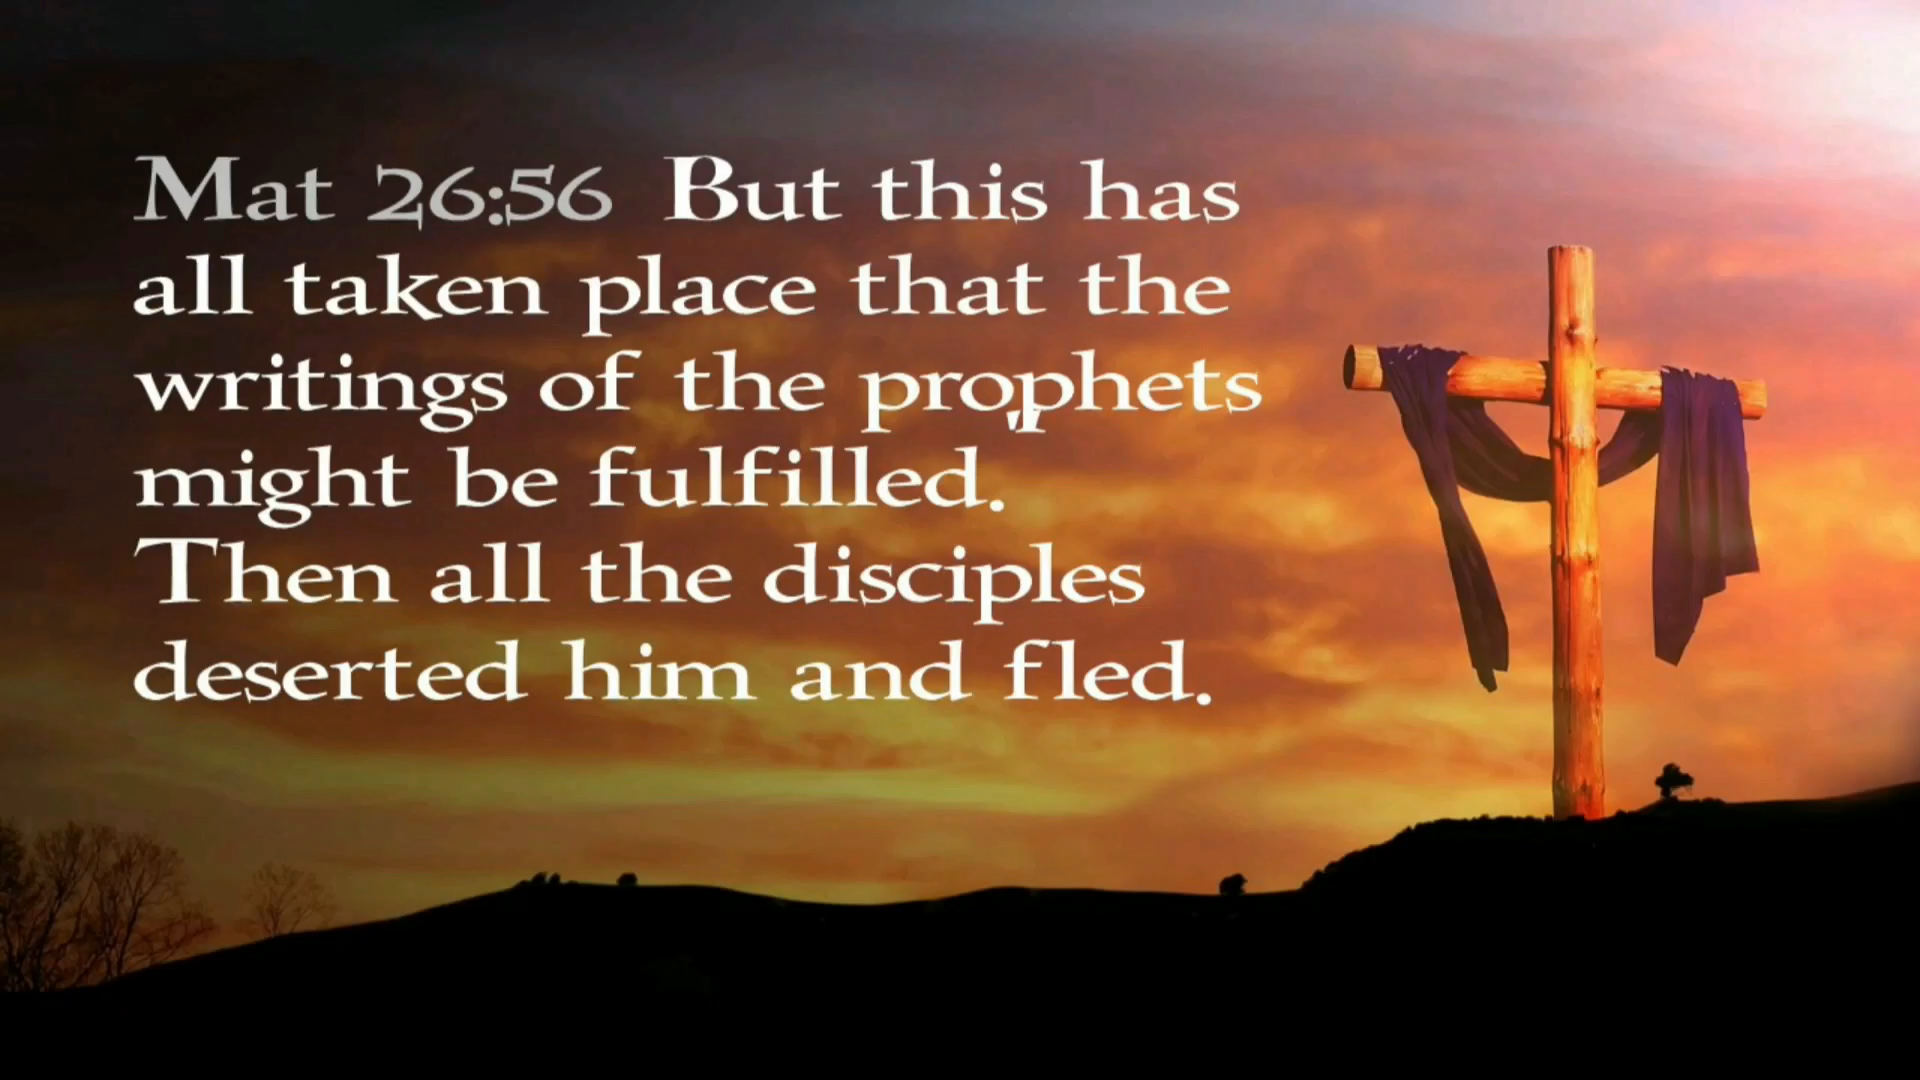 Mat 26:56 But this has
all taken place that the
writings of the prophets
might be fulfilled.
Then all the disciples
deserted him and fled.